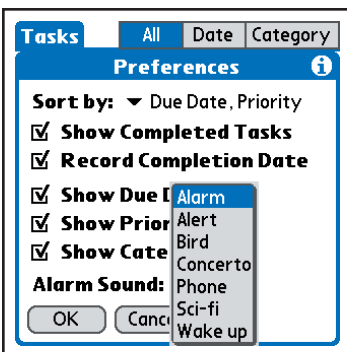 Tasks All Date Category
Preferences i
Sort by: Due Date, Priority
Show Completed Tasks
Record Completion Date
Show Due D
Show Prior
Show Cate
Alarm Sound:
OK Canc
Alarm
Alert
Bird
Concerto
Phone
Sci-fi
Wake up